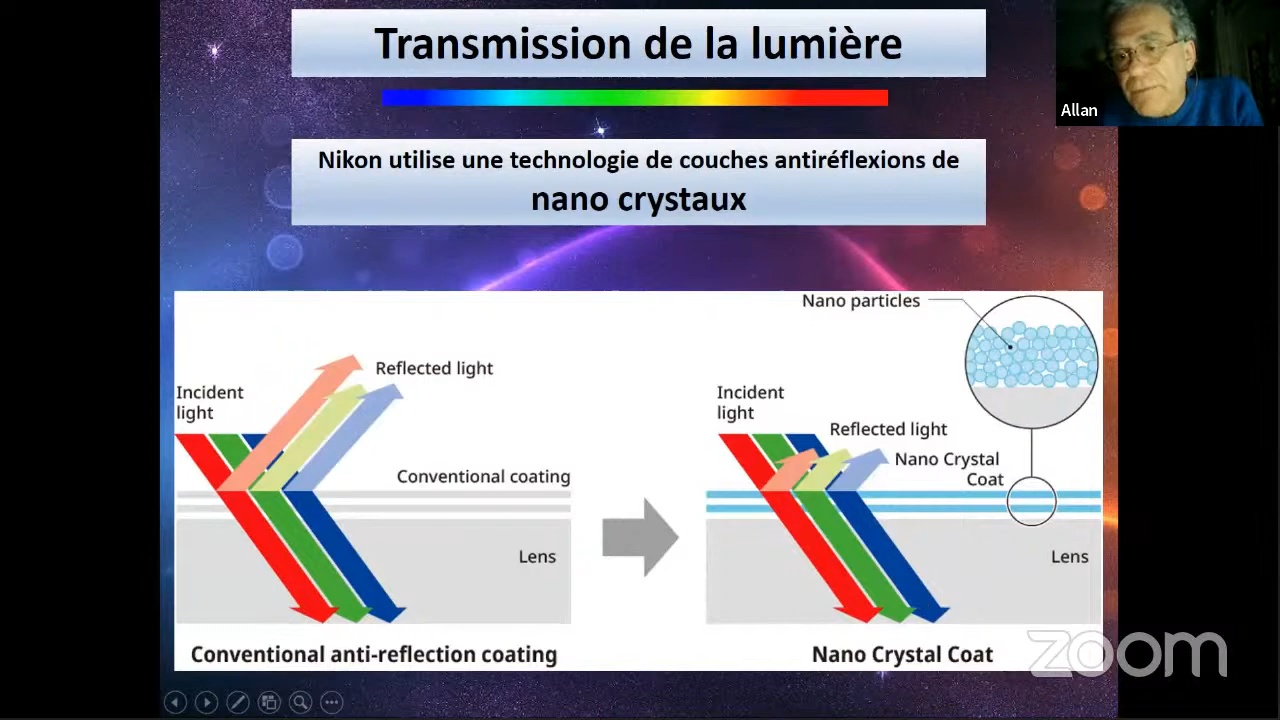 Transmission de la lumière
Allan
Nikon utilise une technologie de couches antiréflexions de
nano crystaux
Nano particles
Reflected light
Incident
light
Conventional coating
Lens
Conventional anti-reflection coating
Incident
light
Reflected light
Nano Crystal
Coat
Lens
Nano Crystal Coat
zoom